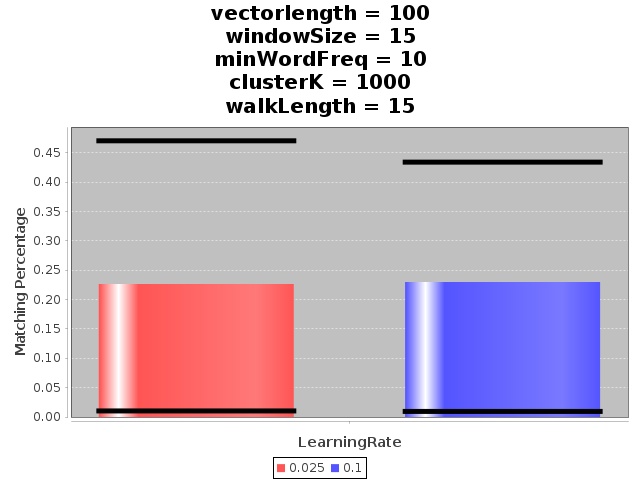 vectorlength = 100
windowSize = 15
minWordFreq = 10
clusterK = 1000
walkLength = 15
Matching Percentage
0.45
0.40
0.35
0.30
0.25
0.20
0.15
0.10
0.05
0.00
LearningRate
0.025 0.1